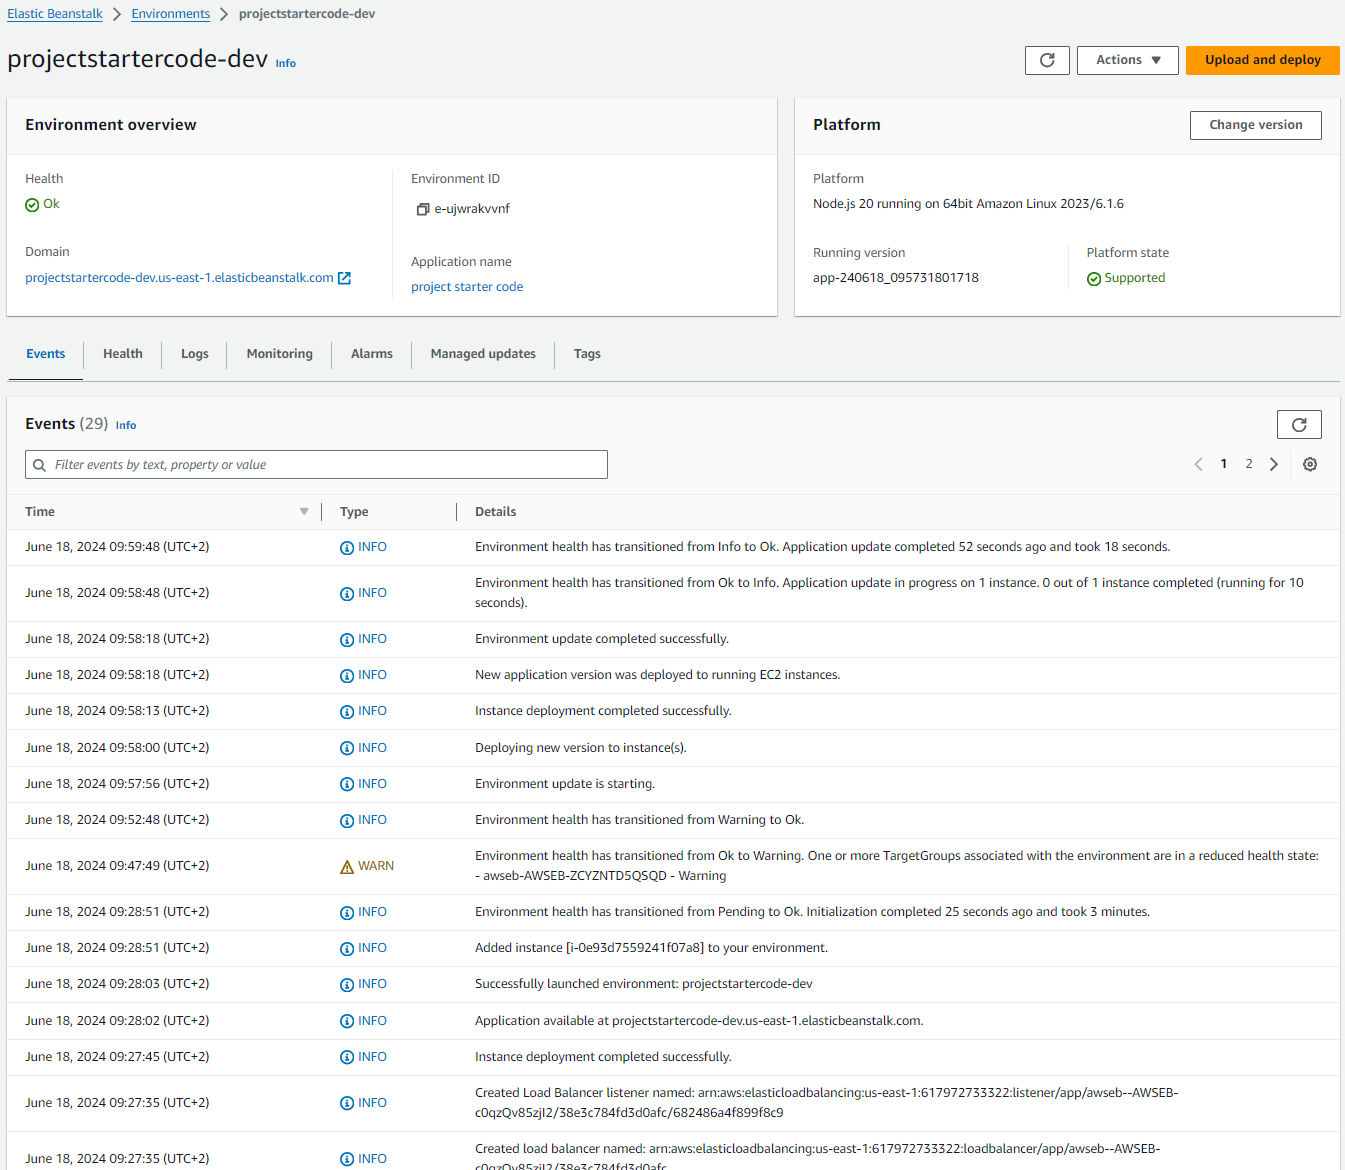 Elastic Beanstalk > Environments > projectstartercode-dev
projectstartercode-dev Info
Actions Upload and deploy
Environment overview
Health
Ok
Domain
projectstartercode-dev.us-east-1.elasticbeanstalk.com
Environment ID
e-ujwrakvvnf
Application name
project starter code
Platform
Change version
Platform
Node.js 20 running on 64bit Amazon Linux 2023/6.1.6
Running version
app-240618_095731801718
Platform state
Supported
Events Health Logs Monitoring Alarms Managed updates Tags
Events (29) Info
Filter events by text, property or value
1 2
Time Type Details
June 18, 2024 09:59:48 (UTC+2) INFO Environment health has transitioned from Info to Ok. Application update completed 52 seconds ago and took 18 seconds.
June 18, 2024 09:58:48 (UTC+2) INFO Environment health has transitioned from Ok to Info. Application update in progress on 1 instance. 0 out of 1 instance completed (running for 10
seconds).
June 18, 2024 09:58:18 (UTC+2) INFO Environment update completed successfully.
June 18, 2024 09:58:18 (UTC+2) INFO New application version was deployed to running EC2 instances.
June 18, 2024 09:58:13 (UTC+2) INFO Instance deployment completed successfully.
June 18, 2024 09:58:00 (UTC+2) INFO Deploying new version to instance(s).
June 18, 2024 09:57:56 (UTC+2) INFO Environment update is starting.
June 18, 2024 09:52:48 (UTC+2) INFO Environment health has transitioned from Warning to Ok.
June 18, 2024 09:47:49 (UTC+2) WARN Environment health has transitioned from Ok to Warning. One or more TargetGroups associated with the environment are in a reduced health state:
- awseb-AWSEB-ZCYZNTD5QSQD - Warning
June 18, 2024 09:28:51 (UTC+2) INFO Environment health has transitioned from Pending to Ok. Initialization completed 25 seconds ago and took 3 minutes.
June 18, 2024 09:28:51 (UTC+2) INFO Added instance [i-0e93d7559241f07a8] to your environment.
June 18, 2024 09:28:03 (UTC+2) INFO Successfully launched environment: projectstartercode-dev
June 18, 2024 09:28:02 (UTC+2) INFO Application available at projectstartercode-dev.us-east-1.elasticbeanstalk.com.
June 18, 2024 09:27:45 (UTC+2) INFO Instance deployment completed successfully.
June 18, 2024 09:27:35 (UTC+2) INFO Created Load Balancer listener named: arn:aws:elasticloadbalancing:us-east-1:617972733322:listener/app/awseb--AWSEB-
c0qzQv85zjI2/38e3c784fd3d0afc/682486a4f899f8c9
June 18, 2024 09:27:35 (UTC+2) INFO Created load balancer named: arn:aws:elasticloadbalancing:us-east-1:617972733322:loadbalancer/app/awseb--AWSEB-
c0qzQv85zjI2/38e3c784fd3d0afc